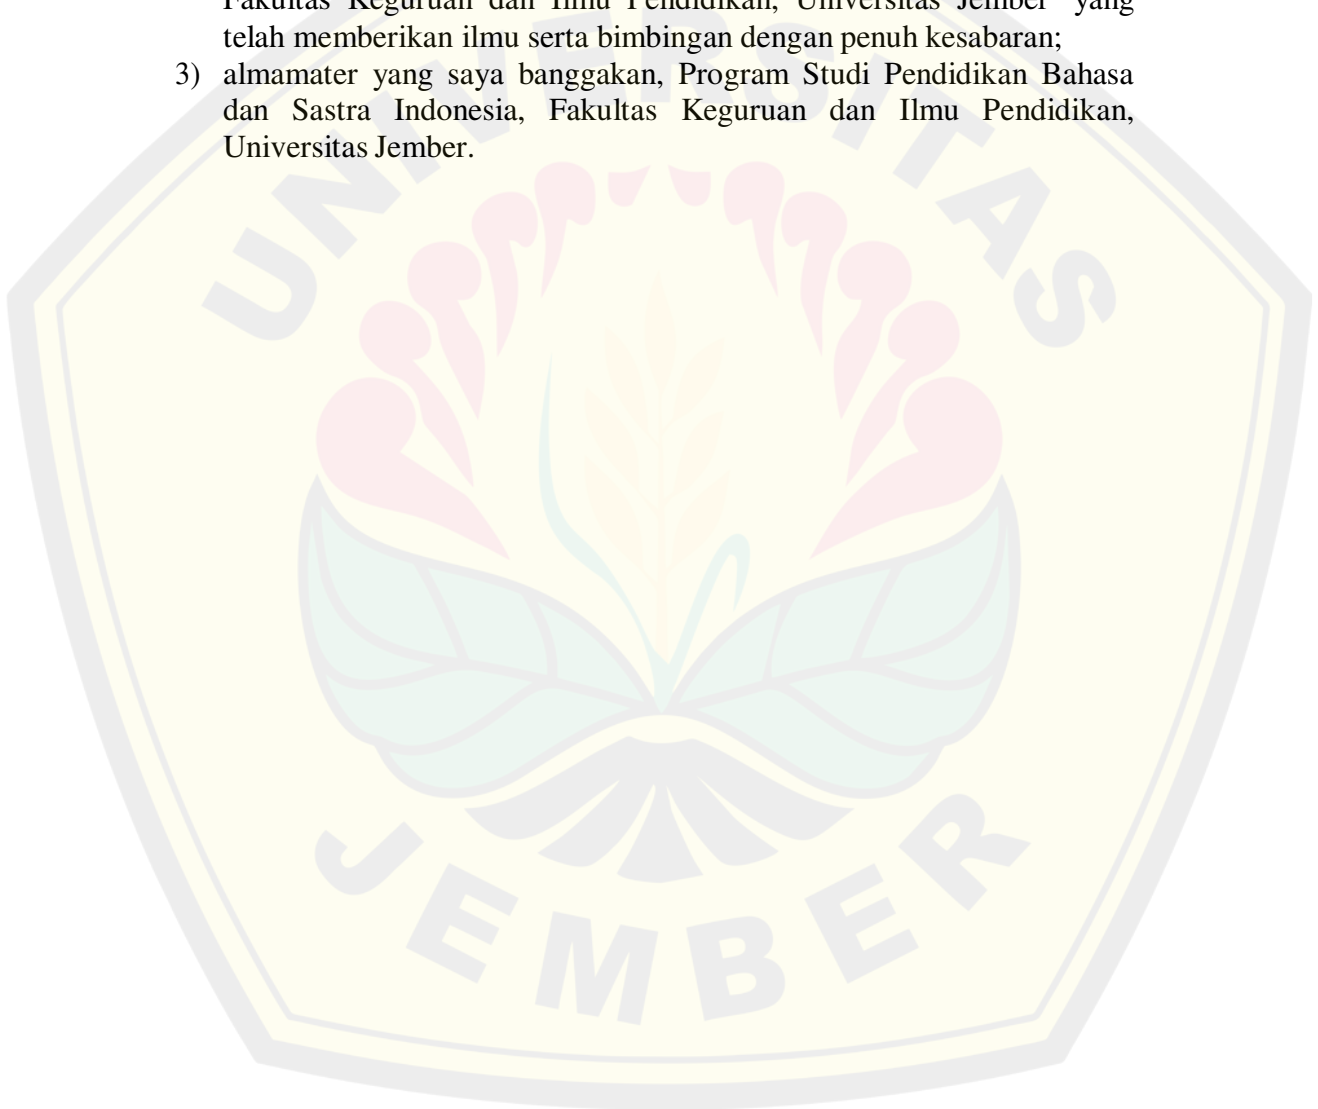 Fakultas Keguruan dan Ilmu Pendidikan, Universitas Jember yang
telah memberikan ilmu serta bimbingan dengan penuh kesabaran;
3) almamater yang saya banggakan, Program Studi Pendidikan Bahasa
dan Sastra Indonesia, Fakultas Keguruan dan Ilmu Pendidikan,
Universitas Jember.
UNIVERSITAS
JEMBER